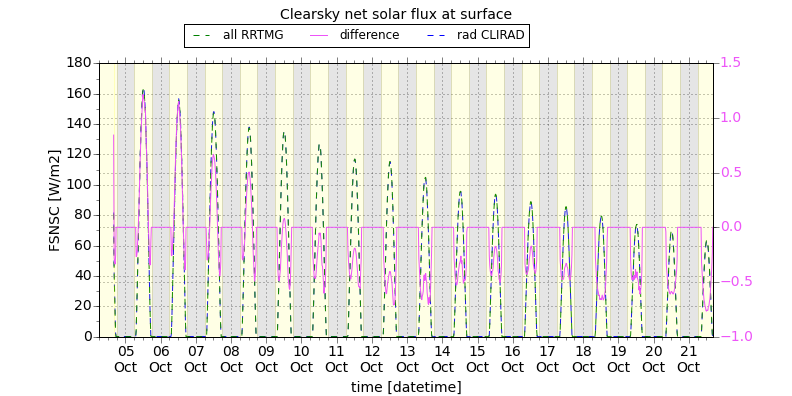 Clearsky net solar flux at surface
all RRTMG difference rad CLIRAD
180 1.5
160
140 1.0
120
100 0.5
80
60 0.0
40 −0.5
20
0 −1.0
FSNSC [W/m2]
05 06 07 08 09 10 11 12 13 14 15 16 17 18 19 20 21
Oct Oct Oct Oct Oct Oct Oct Oct Oct Oct Oct Oct Oct Oct Oct Oct Oct
time [datetime]